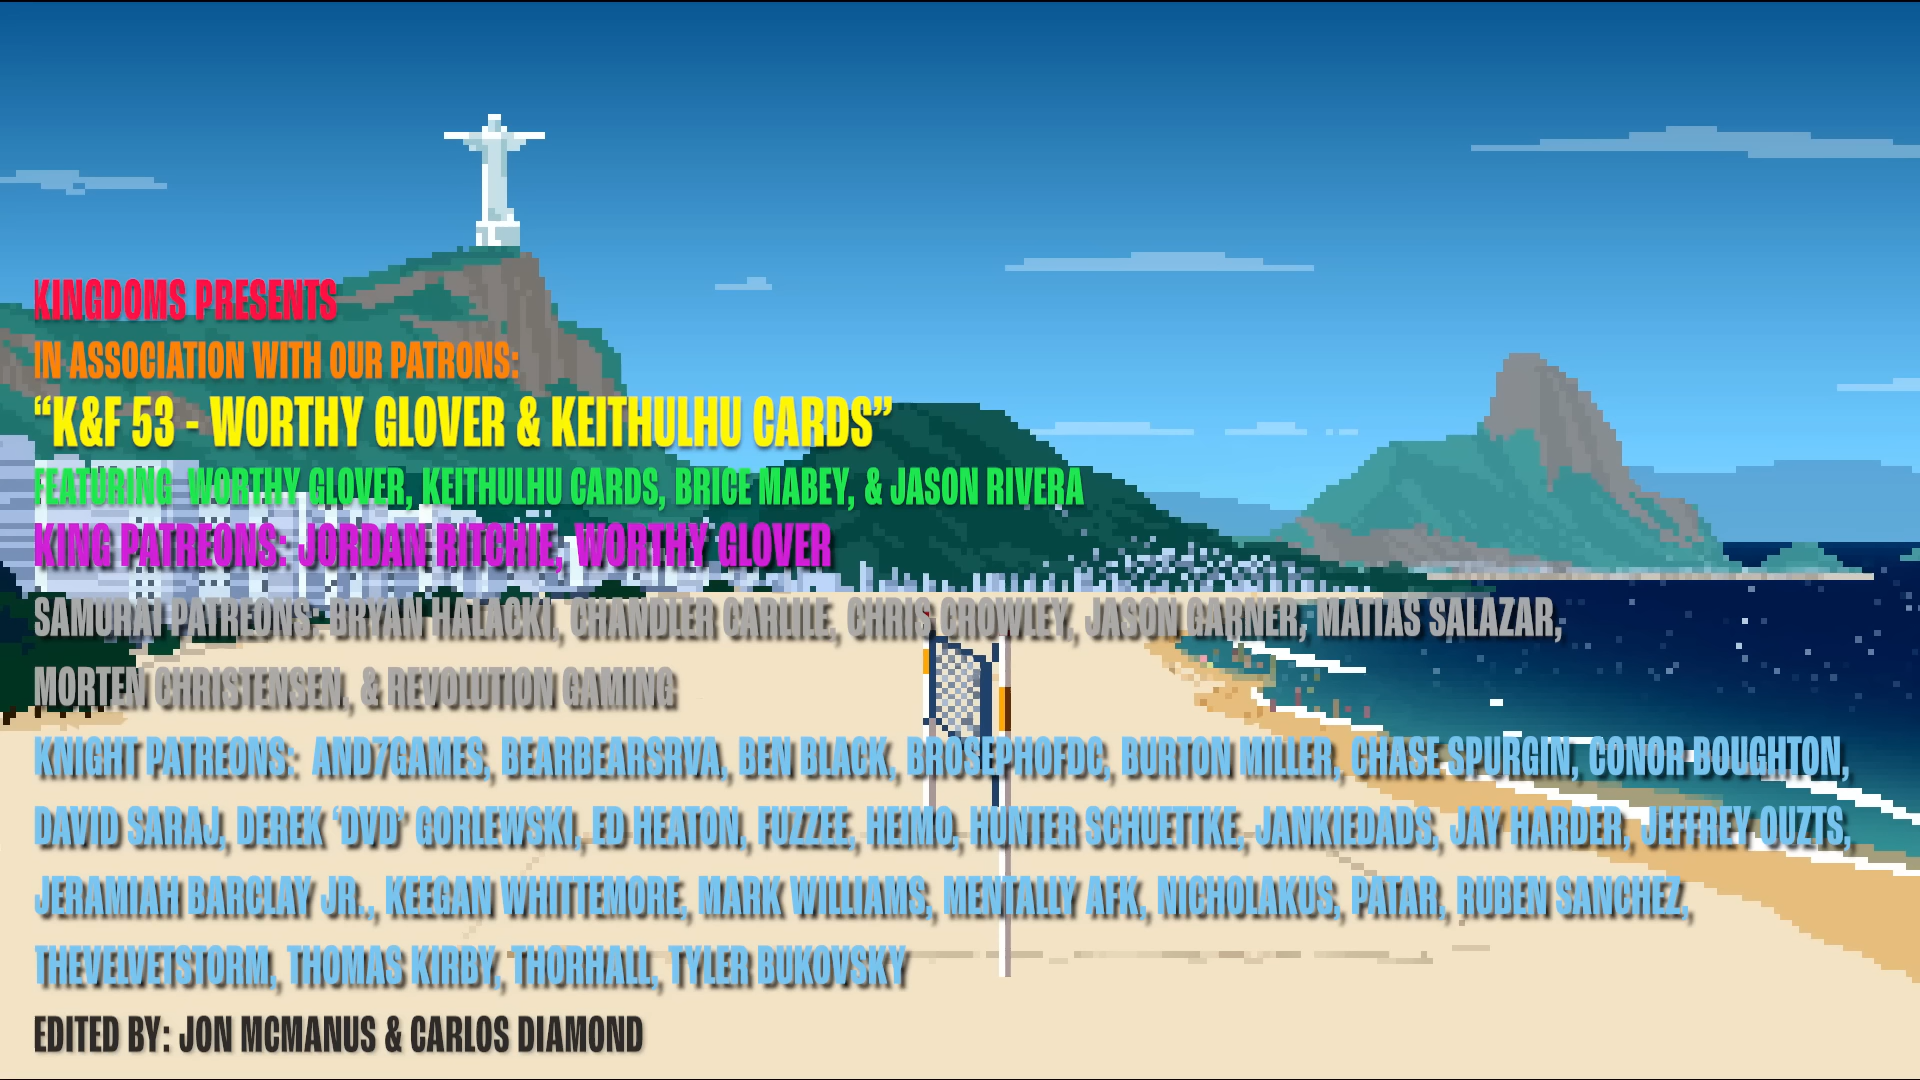 KINGDOMS PRESENTS
IN ASSOCIATION WITH OUR PATRONS:
“K&F 53 - WORTHY GLOVER & KEITHULHU CARDS”
FEATURING WORTHY GLOVER, KEITHULHU CARDS, BRICE MABEY, & JASON RIVERA
KING PATREONS: JORDAN RITCHIE, WORTHY GLOVER
SAMURAI PATREONS: BRYAN HALACKI, CHANDLER CARLILE, CHRIS CROWLEY, JASON CARNER, MATIAS SALAZAR,
MORTEN CHRISTENSEN, & REVOLUTION GAMING
KNIGHT PATREONS: AND7GAMES, BEARBEARSRVA, BEN BLACK, BROSEPHOFDC, BURTON MILLER, CHASE SPURGIN, CONOR BOUGHTON,
DAVID SARAJ, DEREK ‘DVD’ GORLEWSKI, ED HEATON, FUZZEE, HEIMO, HUNTER SCHUETTKE, JANKIEDADS, JAY HARDER, JEFFREY OUZTS,
JERAMIAH BARCLAY JR., KEEGAN WHITTEMORE, MARK WILLIAMS, MENTALLY AFK, NICHOLAKUS, PATAR, RUBEN SANCHEZ,
THEVELVETSTORM, THOMAS KIRBY, THORHALL, TYLER BUKOVSKY
EDITED BY: JON MCMANUS & CARLOS DIAMOND